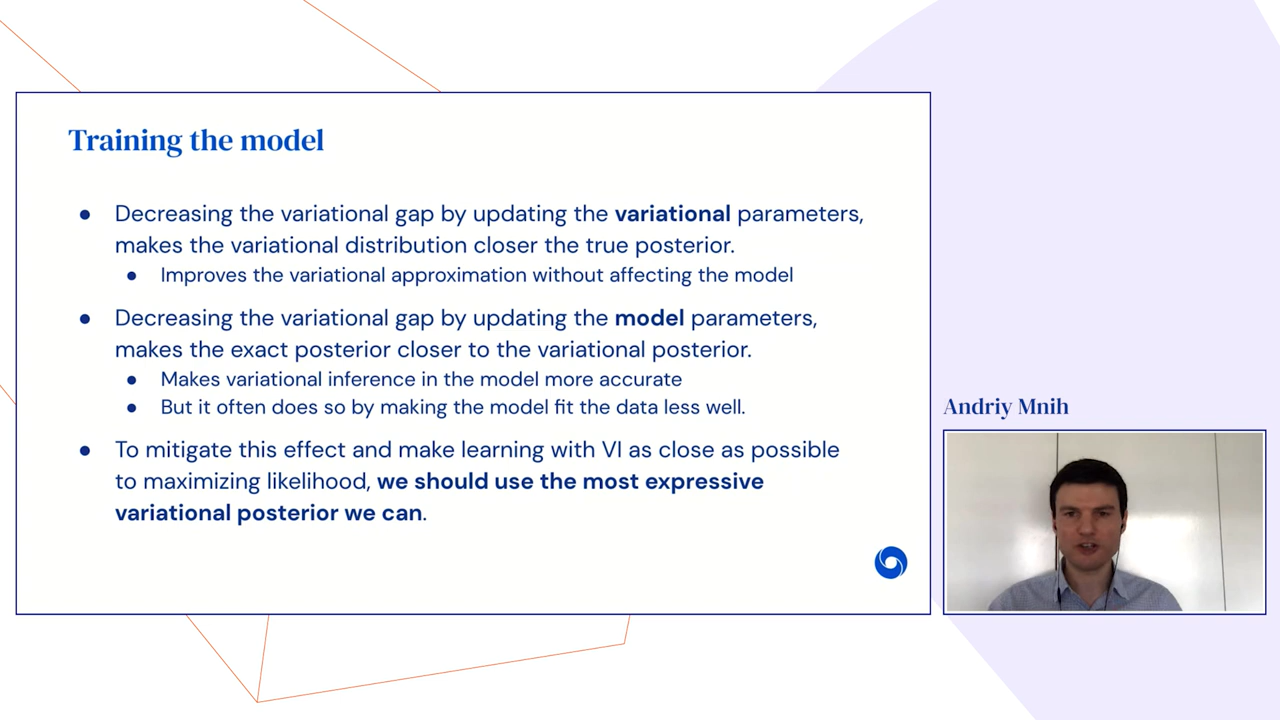 Training the model
● Decreasing the variational gap by updating the variational parameters,
makes the variational distribution closer the true posterior.
● Improves the variational approximation without affecting the model
● Decreasing the variational gap by updating the model parameters,
makes the exact posterior closer to the variational posterior.
● Makes variational inference in the model more accurate
● But it often does so by making the model fit the data less well.
● To mitigate this effect and make learning with VI as close as possible
to maximizing likelihood, we should use the most expressive
variational posterior we can.
Andriy Mnih